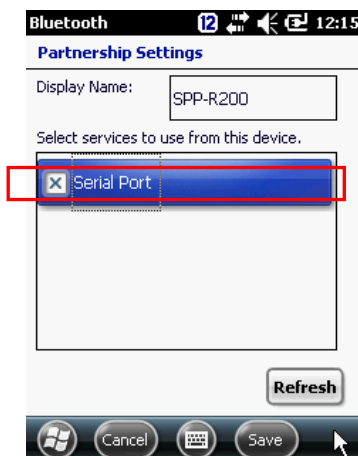 Bluetooth 12 12:15
Partnership Settings
Display Name: SPP-R200
Select services to use from this device.
Serial Port
Refresh
Cancel Save